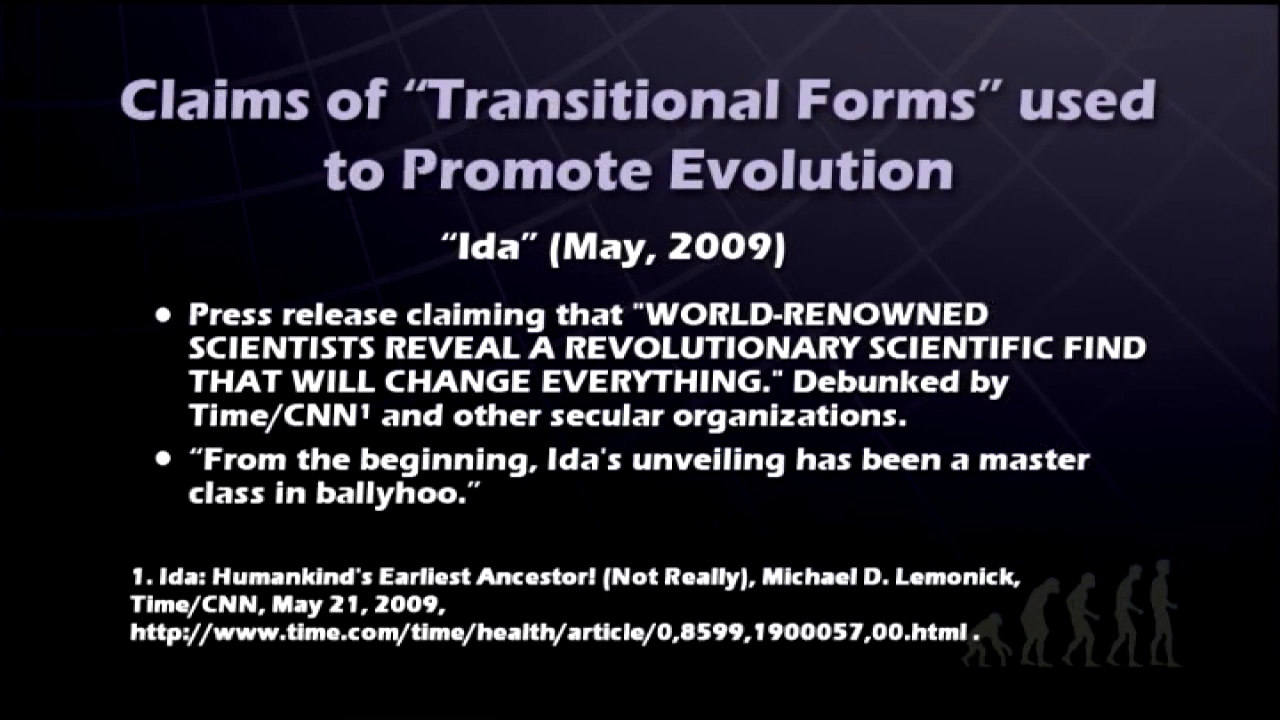 Claims of “Transitional Forms” used
to Promote Evolution
“Ida” (May, 2009)
• Press release claiming that "WORLD-RENOWNED
SCIENTISTS REVEAL A REVOLUTIONARY SCIENTIFIC FIND
THAT WILL CHANGE EVERYTHING." Debunked by
Time/CNN¹ and other secular organizations.
• “From the beginning, Ida's unveiling has been a master
class in ballyhoo.”
1. Ida: Humankind's Earliest Ancestor! (Not Really), Michael D. Lemonick,
Time/CNN, May 21, 2009,
http://www.time.com/time/health/article/0,8599,1900057,00.html .